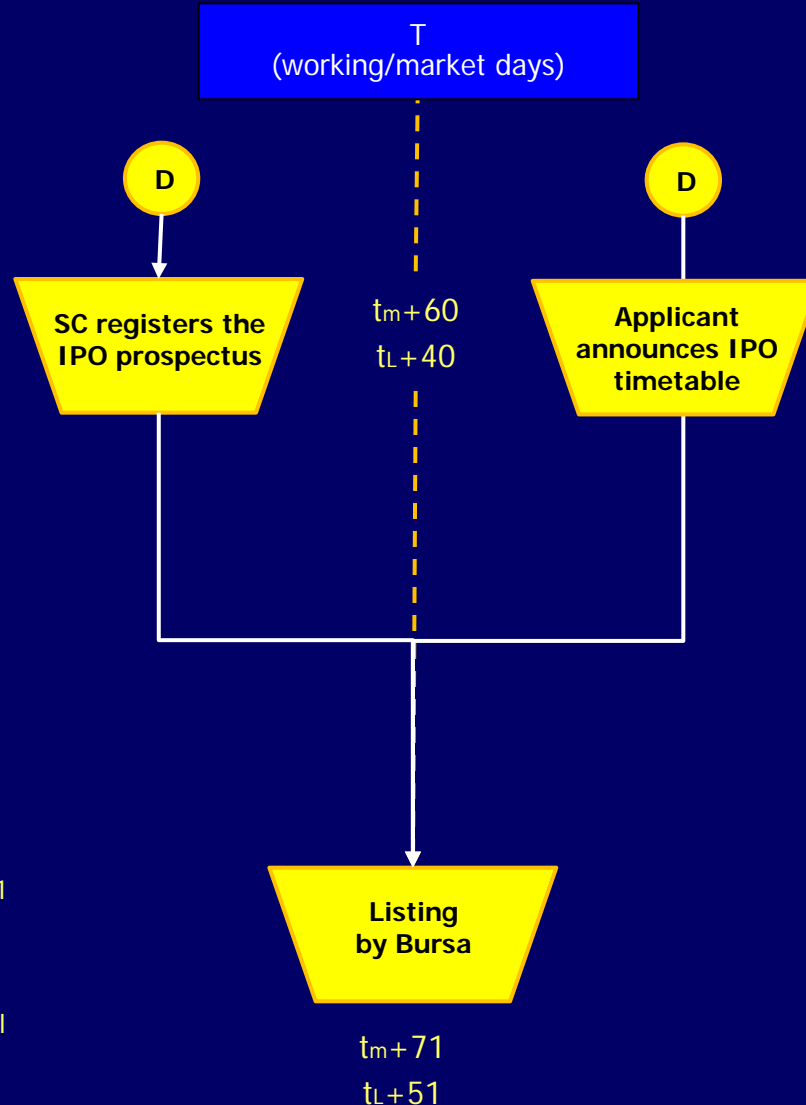 T
(working/market days)
D
D
SC registers the
IPO prospectus
tm+60
tL+40
Applicant
announces IPO
timetable
Listing
by Bursa
tm+71
tL+51